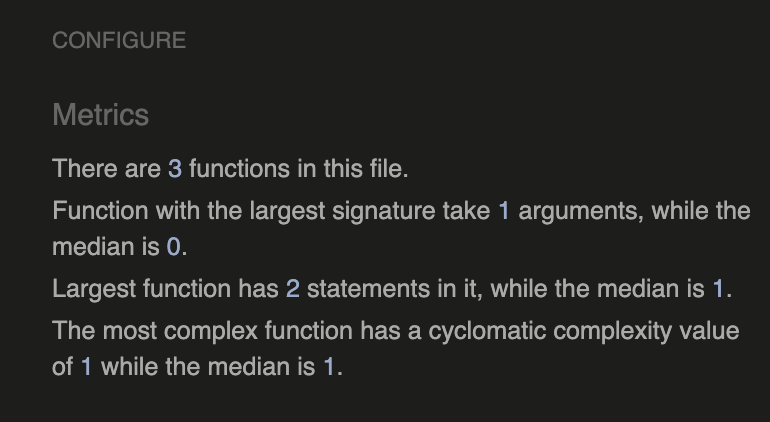 CONFIGURE
Metrics
There are 3 functions in this file.
Function with the largest signature take 1 arguments, while the
median is 0.
Largest function has 2 statements in it, while the median is 1.
The most complex function has a cyclomatic complexity value
of 1 while the median is 1.